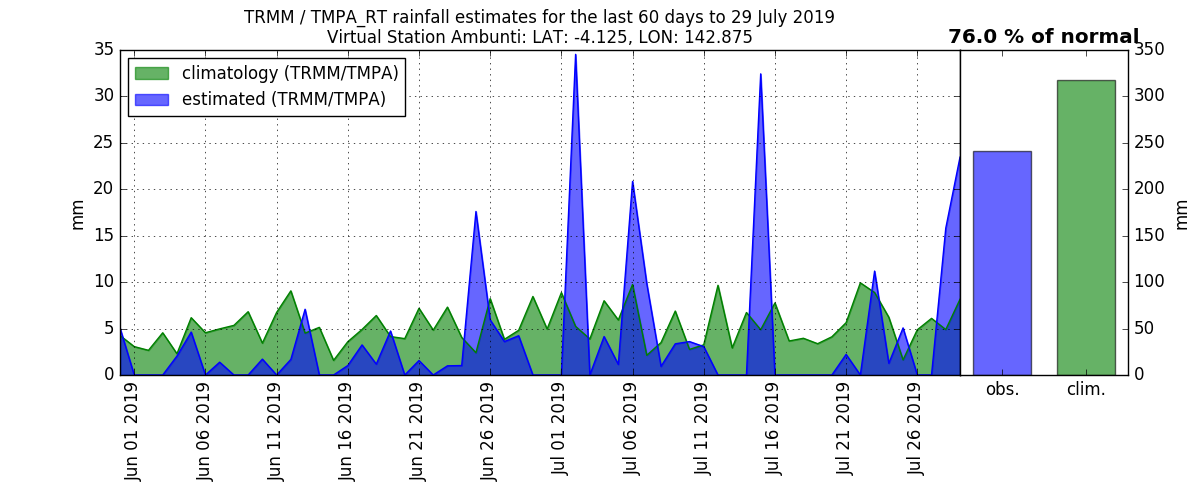 TRMM / TMPA_RT rainfall estimates for the last 60 days to 29 July 2019
Virtual Station Ambunti: LAT: -4.125, LON: 142.875
76.0 % of normal
climatology (TRMM/TMPA)
estimated (TRMM/TMPA)
35
30
25
20
15
10
5
0
mm
Jun 01 2019
Jun 06 2019
Jun 11 2019
Jun 16 2019
Jun 21 2019
Jun 26 2019
Jul 01 2019
Jul 06 2019
Jul 11 2019
Jul 16 2019
Jul 21 2019
Jul 26 2019
obs.
clim.
350
300
250
200
150
100
50
0
mm